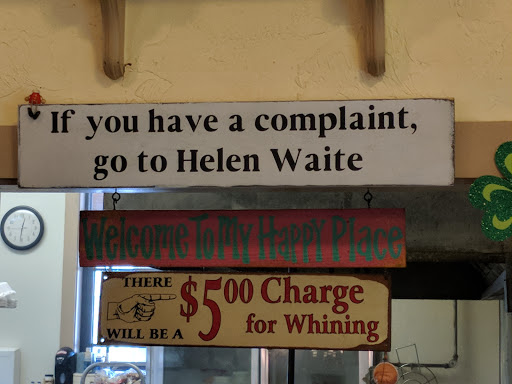 If you have a complaint,
go to Helen Waite
Welcome To My Happy Place
THERE
WILL BE A
$5.00 Charge
for Whining